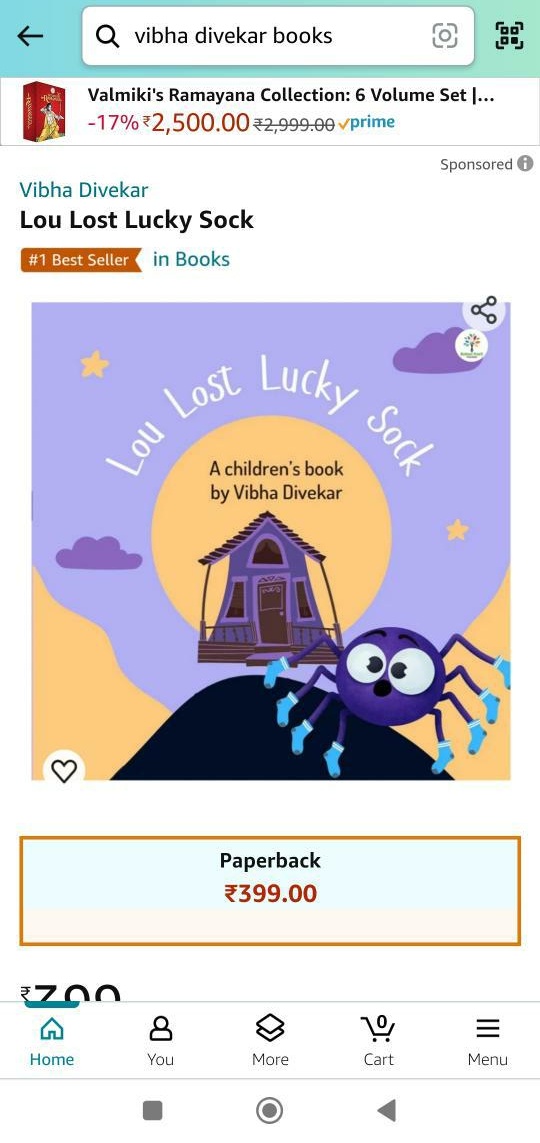 vibha divekar books
Valmiki's Ramayana Collection: 6 Volume Set |...
-17% ₹2,500.00 ₹2,999.00 prime
Sponsored
Vibha Divekar
Lou Lost Lucky Sock
#1 Best Seller in Books
Lou Lost Lucky Sock
A children's book
by Vibha Divekar
Paperback
₹399.00
0
Home You More Cart Menu